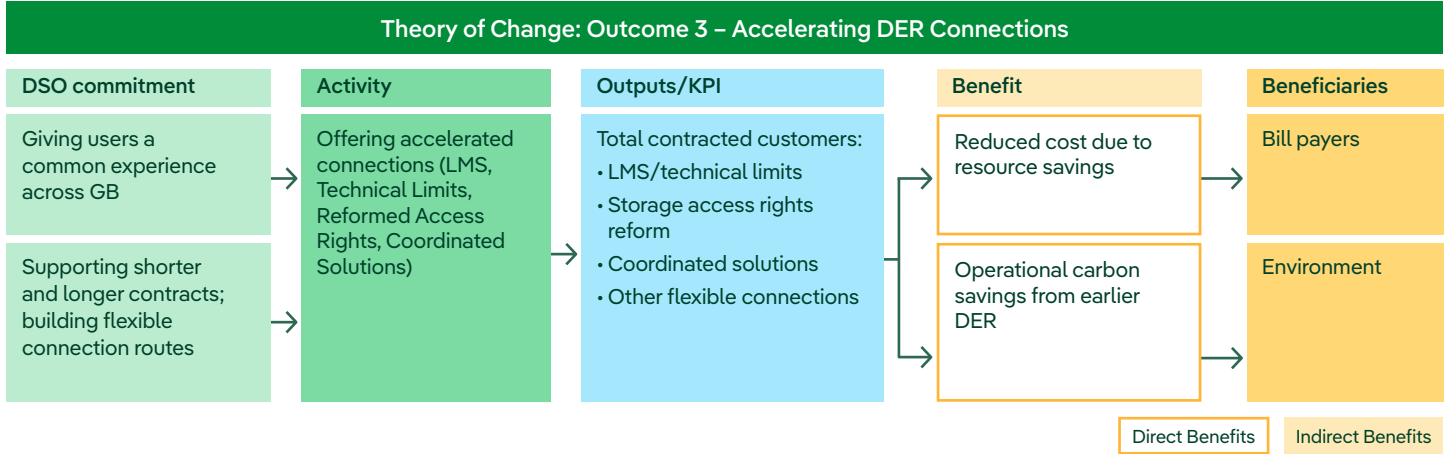 Theory of Change: Outcome 3 – Accelerating DER Connections
DSO commitment
Giving users a
common experience
across GB
Supporting shorter
and longer contracts;
building flexible
connection routes
Activity
Offering accelerated
connections (LMS,
Technical Limits,
Reformed Access
Rights, Coordinated
Solutions)
Outputs/KPI
Total contracted customers:
• LMS/technical limits
• Storage access rights
reform
• Coordinated solutions
• Other flexible connections
Benefit
Reduced cost due to
resource savings
Operational carbon
savings from earlier
DER
Beneficiaries
Bill payers
Environment
Direct Benefits
Indirect Benefits